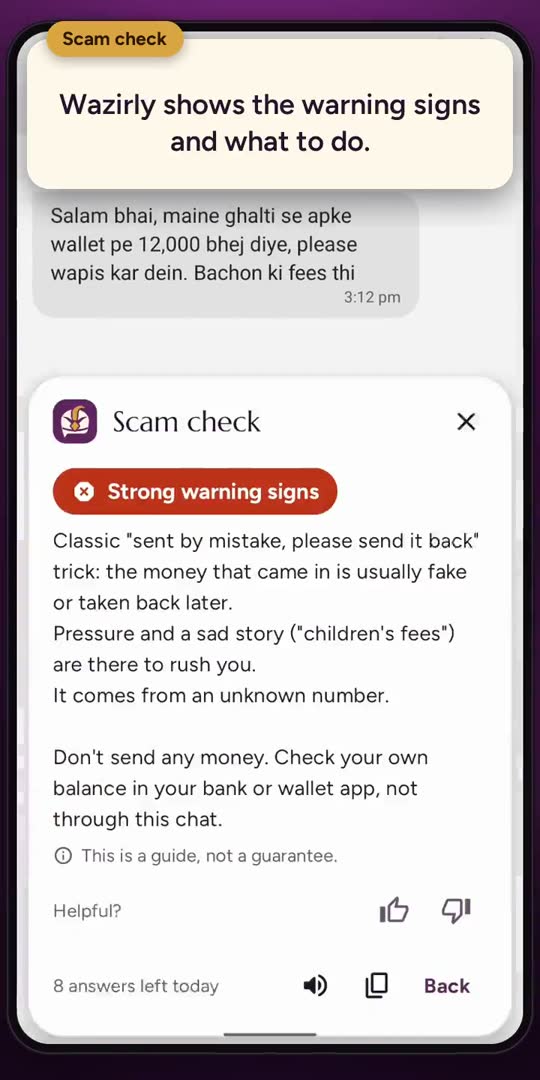 Scam check
Wazirly shows the warning signs
and what to do.
Salam bhai, maine ghalti se apke
wallet pe 12,000 bhej diye, please
wapis kar dein. Bachon ki fees thi
3:12 pm
Scam check
Strong warning signs
Classic "sent by mistake, please send it back"
trick: the money that came in is usually fake
or taken back later.
Pressure and a sad story ("children's fees")
are there to rush you.
It comes from an unknown number.
Don't send any money. Check your own
balance in your bank or wallet app, not
through this chat.
This is a guide, not a guarantee.
Helpful?
8 answers left today
Back